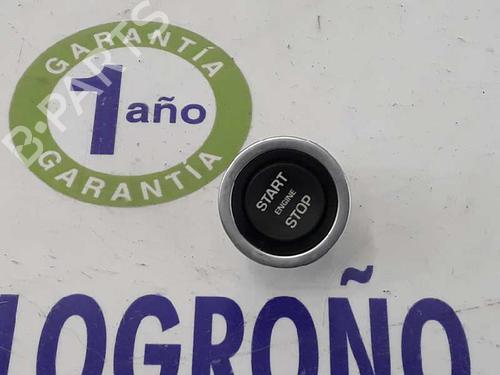 GARANTÍA
1 año
GARANTÍA
B-PARTS
START
ENGINE
STOP
LOGROÑO